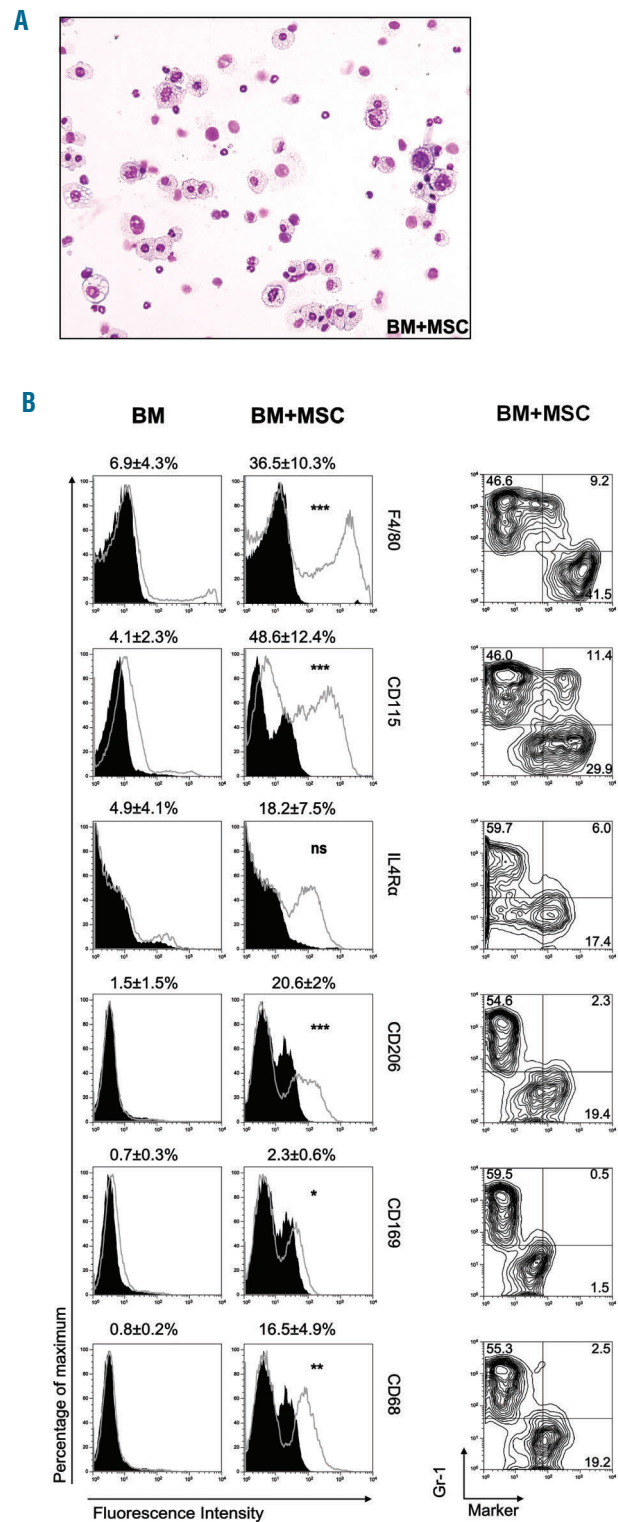 A
BM+MSC
B
BM BM+MSC BM+MSC
6.9±4.3% 36.5±10.3%
*** F4/80
46.6 9.2
41.5
4.1±2.3% 48.6±12.4%
*** CD115
46.0 11.4
29.9
4.9±4.1% 18.2±7.5%
ns IL4Rα
59.7 6.0
17.4
1.5±1.5% 20.6±2%
*** CD206
54.6 2.3
19.4
0.7±0.3% 2.3±0.6%
* CD169
59.5 0.5
1.5
0.8±0.2% 16.5±4.9%
** CD68
55.3 2.5
19.2
Percentage of maximum
Fluorescence Intensity
Gr-1
Marker